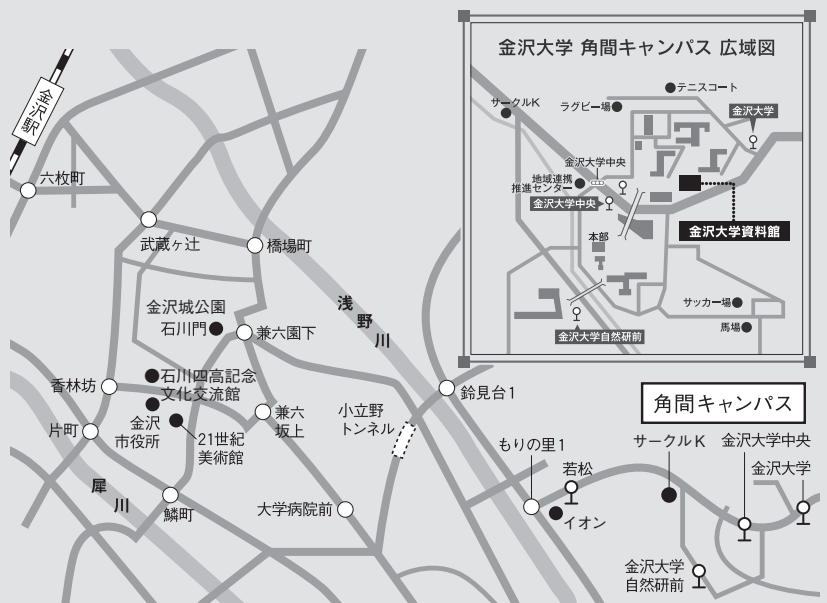 金沢大学 角間キャンパス 広域図
テニスコート
サークルK
ラグビー場
金沢大学
金沢大学中央
地域連携
推進センター
金沢大学中央
金沢大学資料館
本部
サッカー場
馬場
金沢大学自然研前
金沢駅
六枚町
武蔵ヶ辻
橋場町
浅野川
金沢城公園
石川門
兼六園下
香林坊
石川四高記念
文化交流館
金沢
市役所
片町
21世紀
美術館
兼六
坂上
小立野
トンネル
鈴見台1
犀川
鱗町
大学病院前
もりの里1
若松
イオン
角間キャンパス
サークルK
金沢大学中央
金沢大学
金沢大学
自然研前